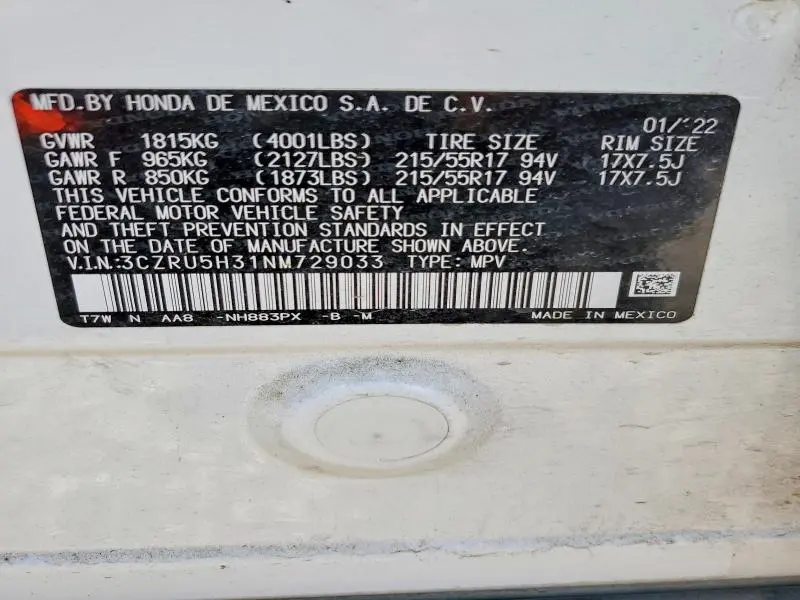 MFD.BY HONDA DE MEXICO S.A. DE C.V.
01/22
GVWR 1815KG (4001LBS) TIRE SIZE RIM SIZE
GAWR F 965KG (2127LBS) 215/55R17 94V 17X7.5J
GAWR R 850KG (1873LBS) 215/55R17 94V 17X7.5J
THIS VEHICLE CONFORMS TO ALL APPLICABLE
FEDERAL MOTOR VEHICLE SAFETY
AND THEFT PREVENTION STANDARDS IN EFFECT
ON THE DATE OF MANUFACTURE SHOWN ABOVE.
V.I.N.:3CZRU5H31NM729033 TYPE: MPV
T7W N AA8 -NH883PX -B -M MADE IN MEXICO